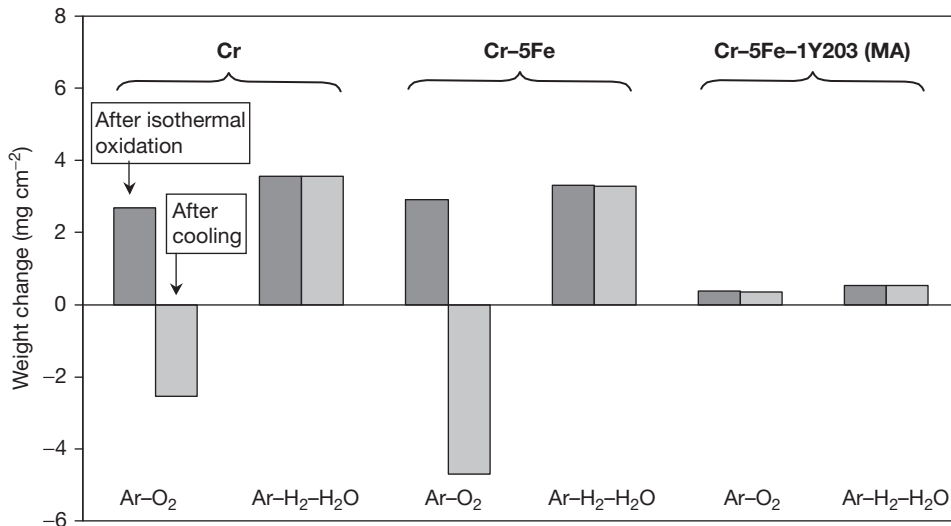 8
6
4
2
0
−2
−4
−6
Weight change (mg cm⁻²)
Cr
Cr–5Fe
Cr–5Fe–1Y203 (MA)
After isothermal
oxidation
After
cooling
Ar–O₂
Ar–H₂–H₂O
Ar–O₂
Ar–H₂–H₂O
Ar–O₂
Ar–H₂–H₂O